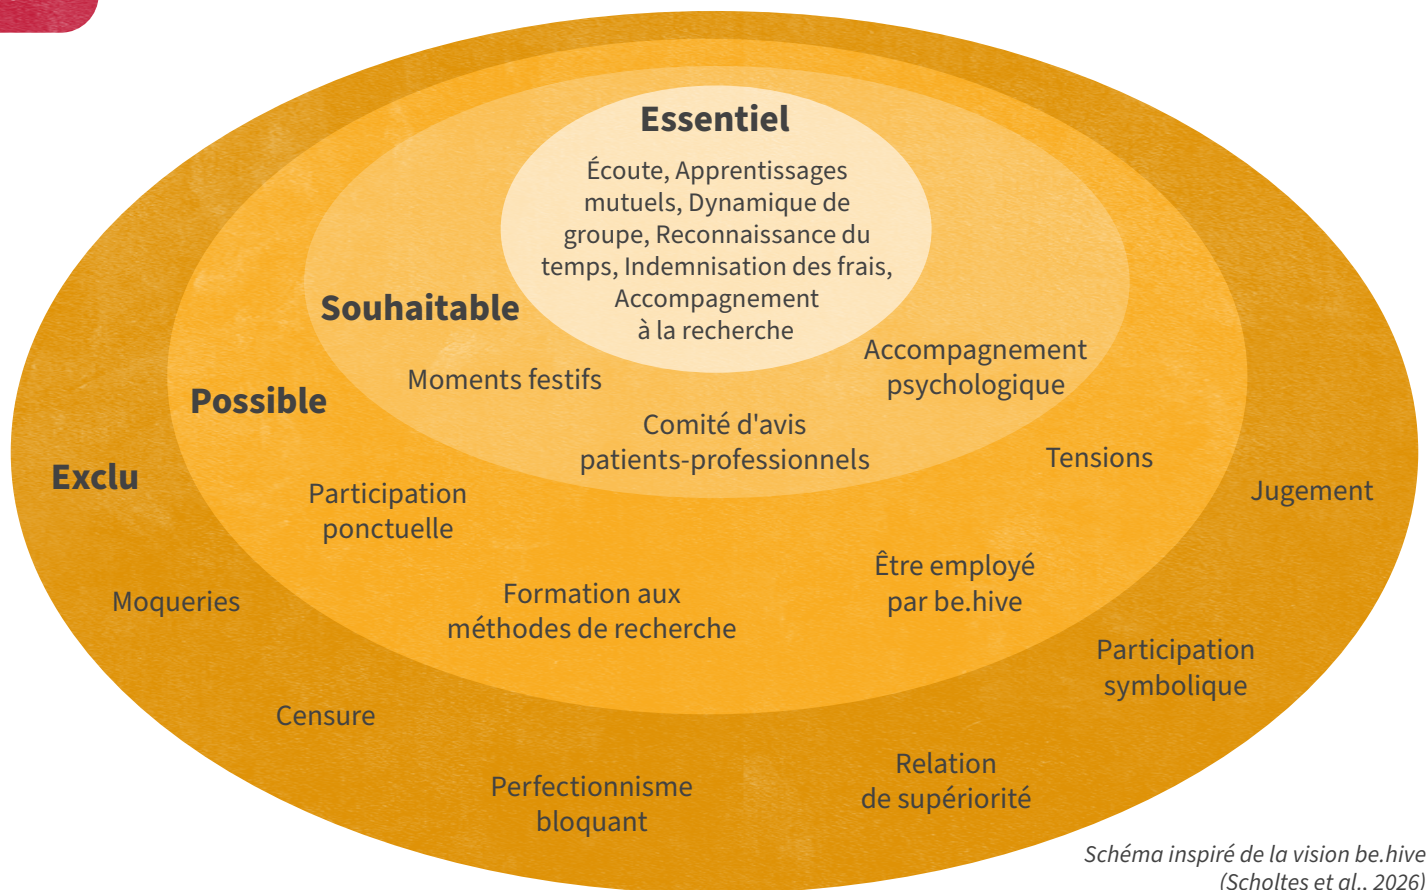 Essentiel
Écoute, Apprentissages
mutuels, Dynamique de
groupe, Reconnaissance du
temps, Indemnisation des frais,
Accompagnement
à la recherche
Souhaitable
Moments festifs
Accompagnement
psychologique
Comité d'avis
patients-professionnels
Possible
Participation
ponctuelle
Formation aux
méthodes de recherche
Être employé
par be.hive
Tensions
Exclu
Moqueries
Censure
Perfectionnisme
bloquant
Relation
de supériorité
Participation
symbolique
Jugement
Schéma inspiré de la vision be.hive
(Scholtes et al., 2026)